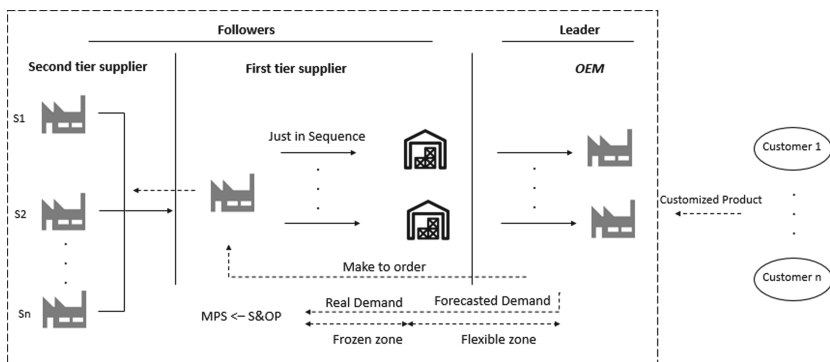 Followers
Leader
Second tier supplier
First tier supplier
OEM
S1
Just in Sequence
Customer 1
S2
Customized Product
Make to order
Customer n
Sn
Real Demand
Forecasted Demand
MPS <– S&OP
Frozen zone
Flexible zone